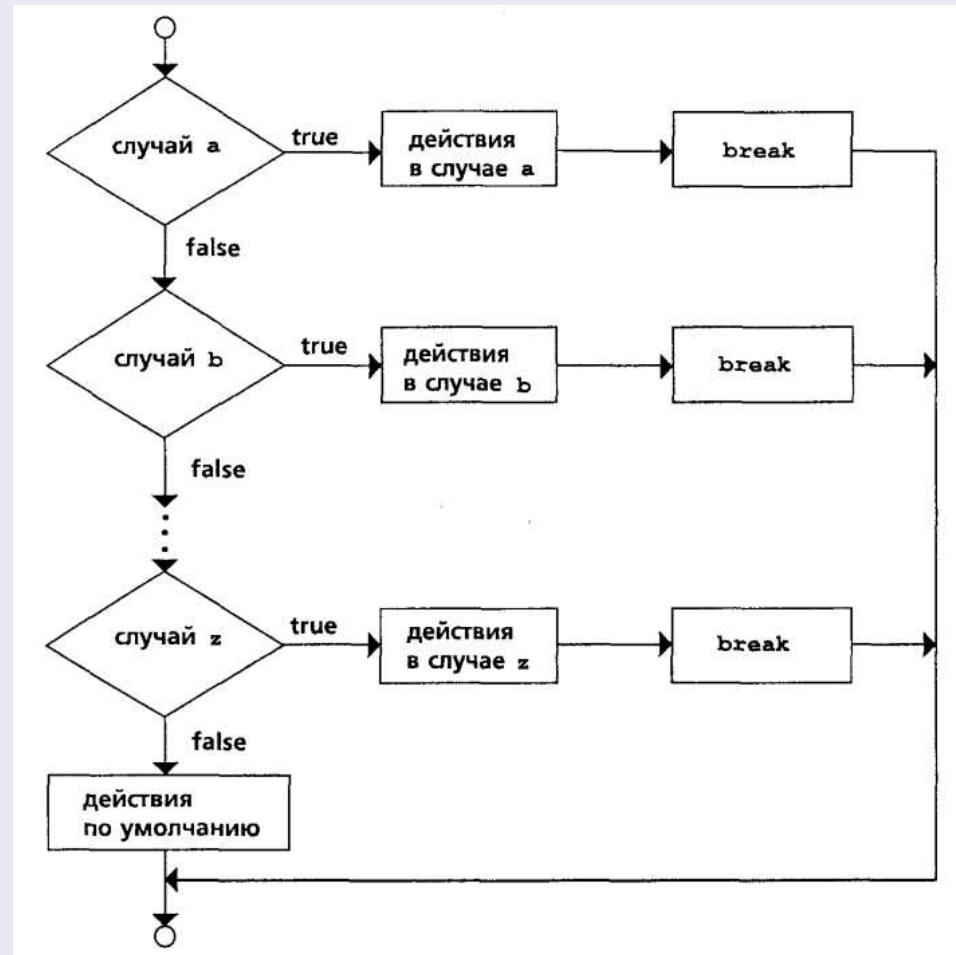 случай a
true
действия
в случае a
break
false
случай b
true
действия
в случае b
break
false
случай z
true
действия
в случае z
break
false
действия
по умолчанию